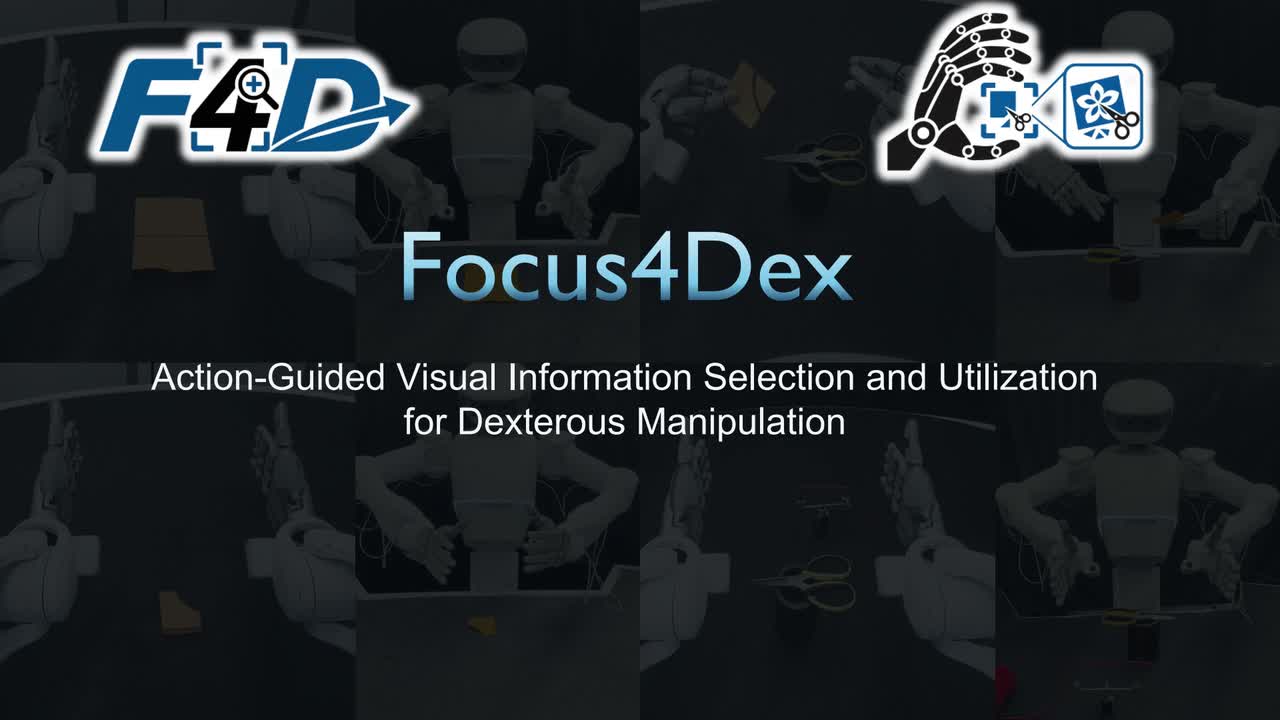 F4D
Focus4Dex
Action-Guided Visual Information Selection and Utilization
for Dexterous Manipulation